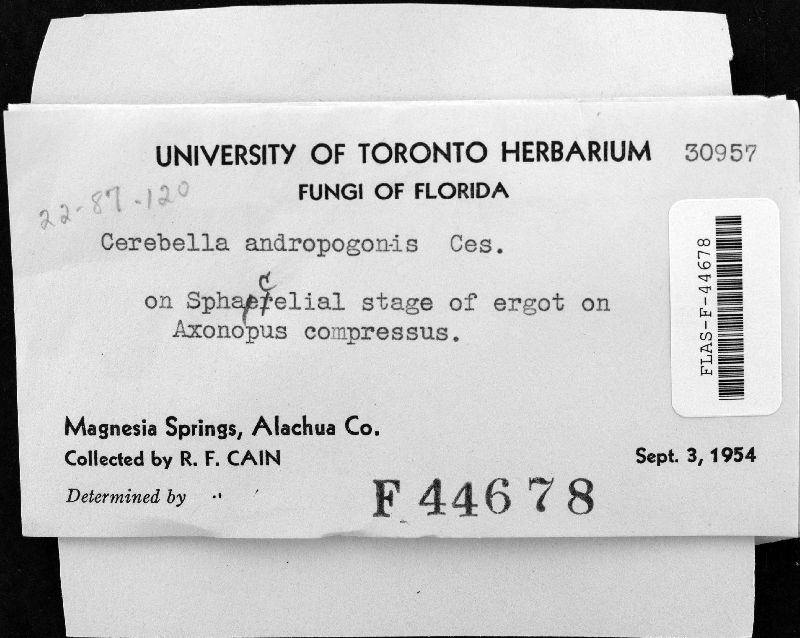 UNIVERSITY OF TORONTO HERBARIUM 30957
FUNGI OF FLORIDA
22-87-120
Cerebella andropogonis Ces.
on Sphacelial stage of ergot on
Axonopus compressus.
FLAS-F-44678
Magnesia Springs, Alachua Co.
Collected by R. F. CAIN
Sept. 3, 1954
Determined by "
F 44678